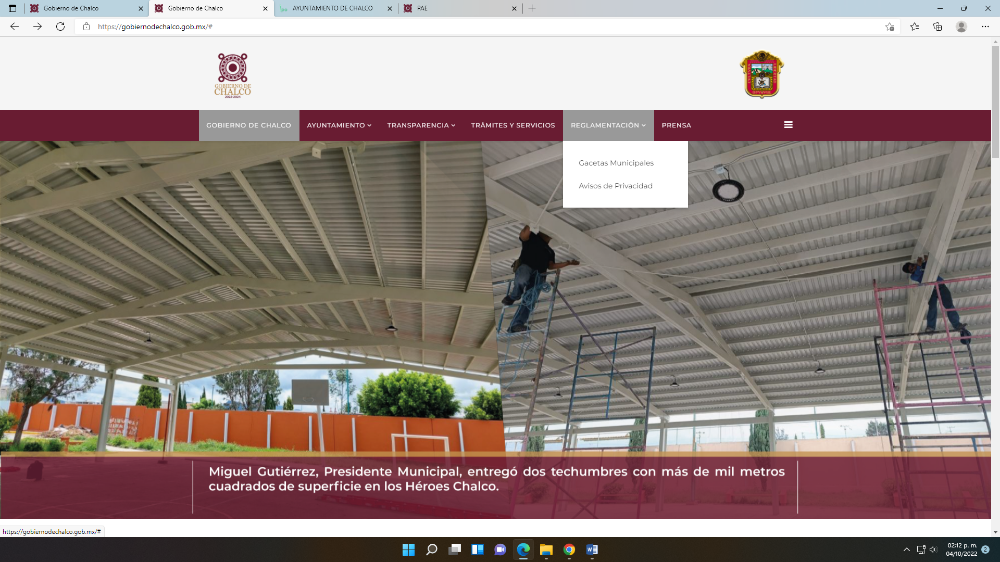 Gobierno de Chalco
Gobierno de Chalco
AYUNTAMIENTO DE CHALCO
PAE
https://gobiernodechalco.gob.mx/#
GOBIERNO DE
CHALCO
2022-2024
CVLTVRA
LIBERTAD
TRABAJO
GOBIERNO DE CHALCO
AYUNTAMIENTO
TRANSPARENCIA
TRÁMITES Y SERVICIOS
REGLAMENTACIÓN
PRENSA
Gacetas Municipales
Avisos de Privacidad
Miguel Gutiérrez, Presidente Municipal, entregó dos techumbres con más de mil metros
cuadrados de superficie en los Héroes Chalco.
https://gobiernodechalco.gob.mx/#
02:12 p. m.
04/10/2022
2